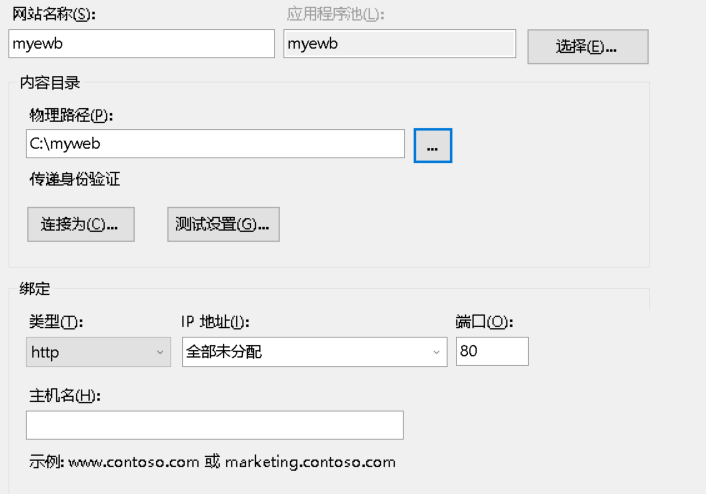 网站名称(S): 应用程序池(L):
myewb myewb 选择(E)...
内容目录
物理路径(P):
C:\myweb ...
传递身份验证
连接为(C)... 测试设置(G)...
绑定
类型(T): IP 地址(I): 端口(O):
http 全部未分配 80
主机名(H):
示例: www.contoso.com 或 marketing.contoso.com